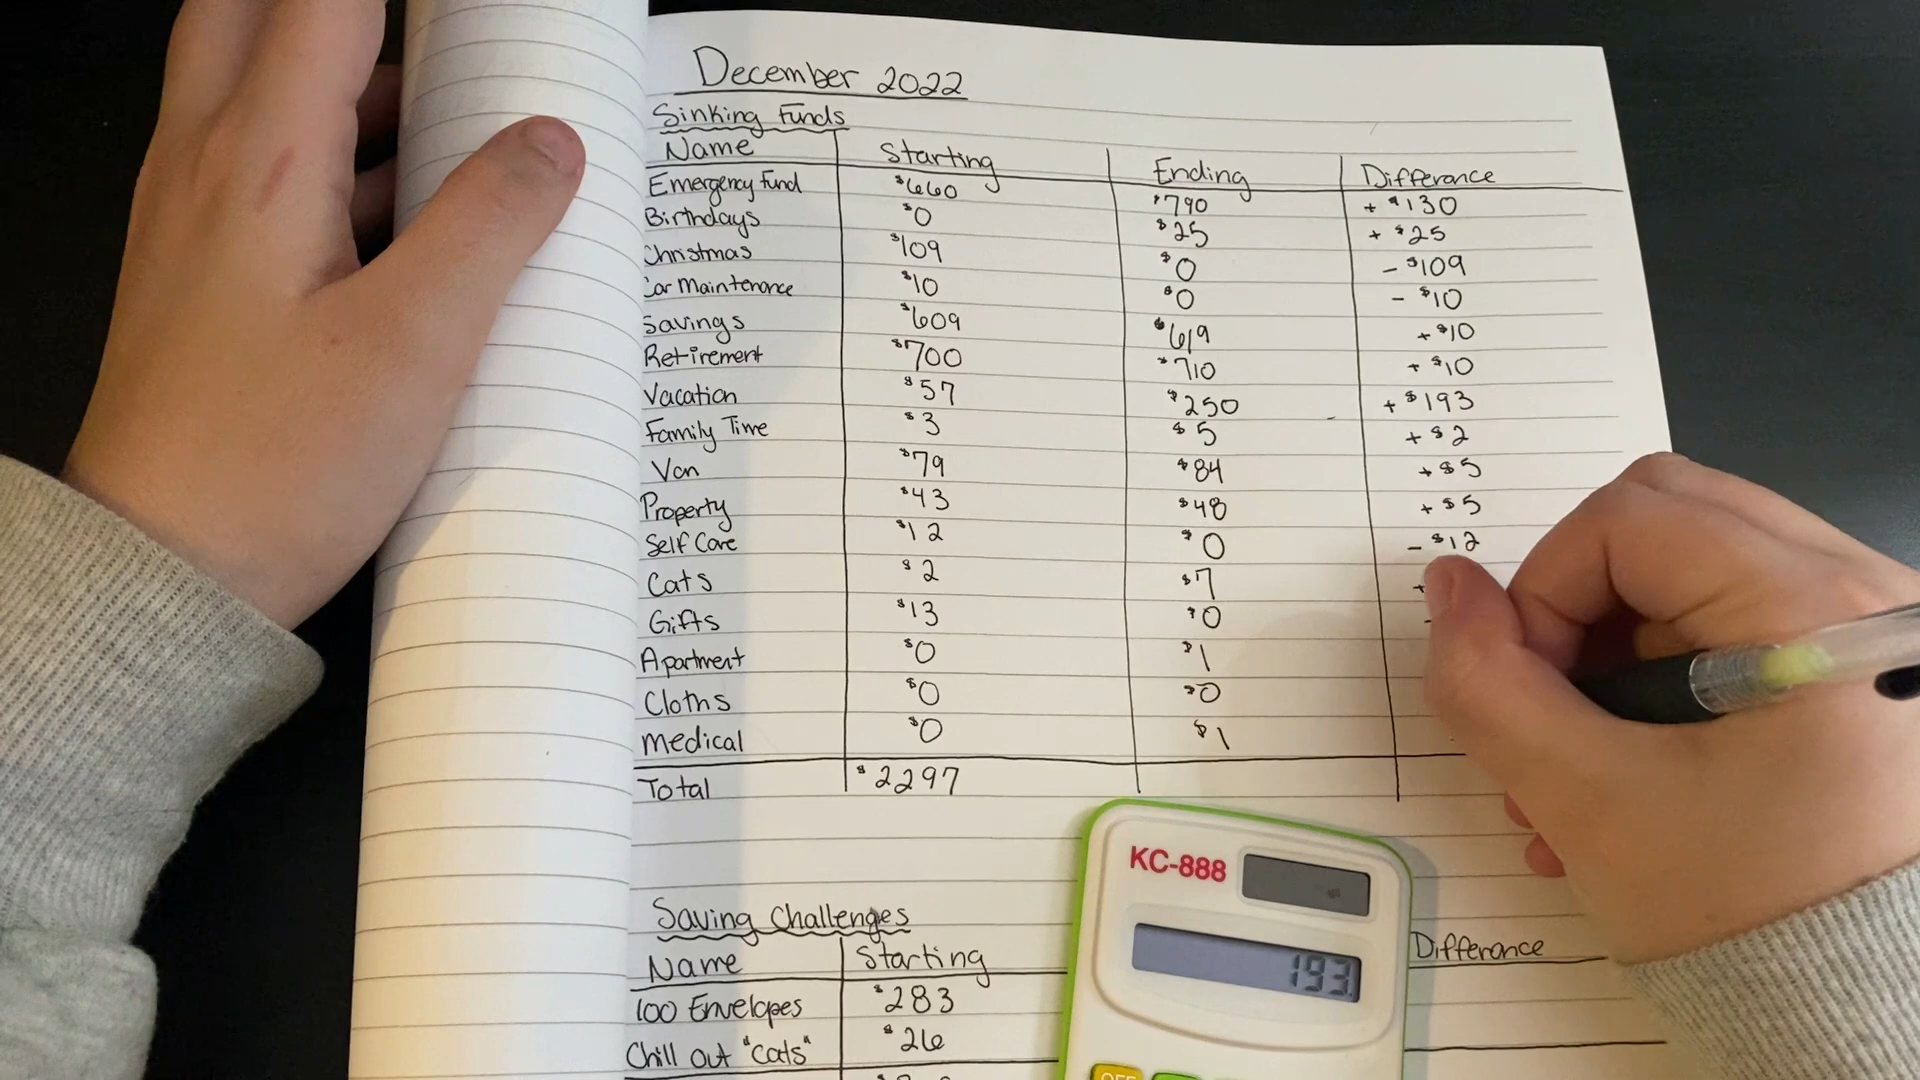 December 2022
Sinking Funds
Name Starting Ending Differance
Emergency Fund $660 $790 + $130
Birthdays $0 $25 + $25
Christmas $109 $0 - $109
Car Maintenance $10 $0 - $10
Savings $609 $619 + $10
Retirement $700 $710 + $10
Vacation $57 $250 + $193
Family Time $3 $5 + $2
Van $79 $84 + $5
Property $43 $48 + $5
Self Care $12 $0 - $12
Cats $2 $7 +
Gifts $13 $0 -
Apartment $0 $1
Cloths $0 $0
Medical $0 $1
Total $2297
KC-888
193.
Saving Challenges
Name Starting Differance
100 Envelopes $283
Chill out "Cats" $26
OFF